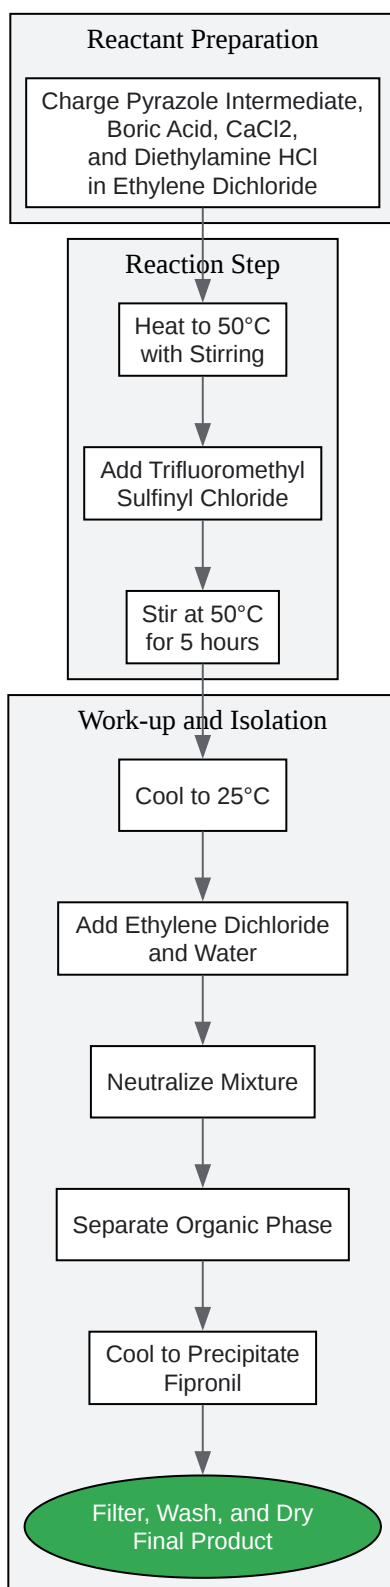 Reactant Preparation
Charge Pyrazole Intermediate,
Boric Acid, CaCl2,
and Diethylamine HCl
in Ethylene Dichloride
Reaction Step
Heat to 50°C
with Stirring
Add Trifluoromethyl
Sulfinyl Chloride
Stir at 50°C
for 5 hours
Work-up and Isolation
Cool to 25°C
Add Ethylene Dichloride
and Water
Neutralize Mixture
Separate Organic Phase
Cool to Precipitate
Fipronil
Filter, Wash, and Dry
Final Product